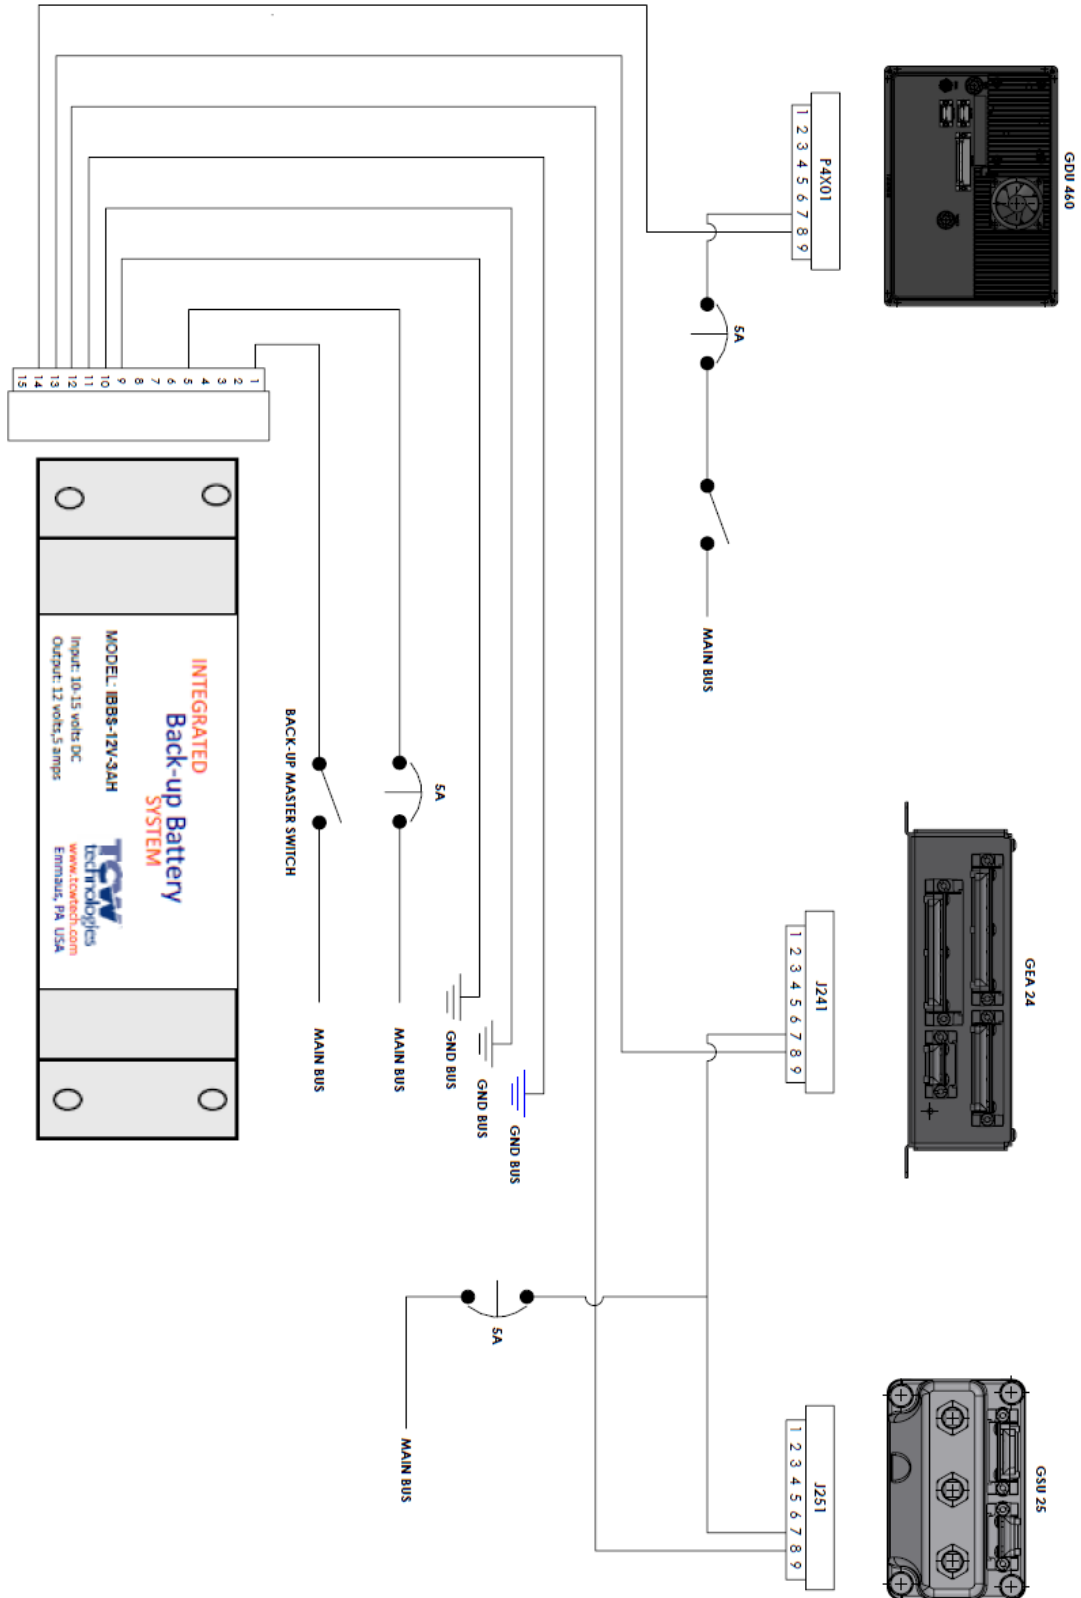 GDU 460
P4X01
1 2 3 4 5 6 7 8 9
5A
MAIN BUS
GEA 24
J241
1 2 3 4 5 6 7 8 9
GSU 25
J251
1 2 3 4 5 6 7 8 9
5A
MAIN BUS
GND BUS
GND BUS
GND BUS
5A
MAIN BUS
BACK-UP MASTER SWITCH
MAIN BUS
1 2 3 4 5 6 7 8 9 10 11 12 13 14 15
INTEGRATED
Back-up Battery
SYSTEM
MODEL: IBBS-12V-3AH
Input: 10-15 volts DC
Output: 12 volts, 5 amps
TCW
technologies
www.tcwtech.com
Emmaus, PA USA